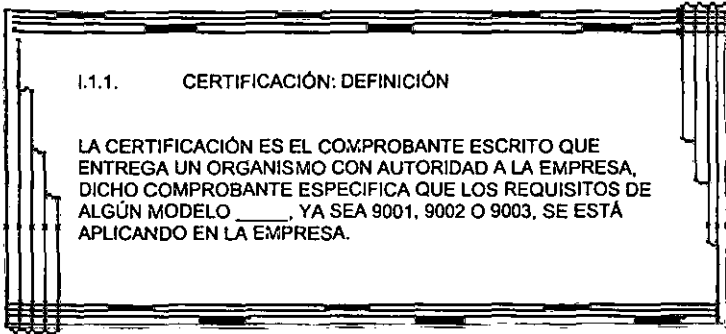 I.1.1. CERTIFICACIÓN: DEFINICIÓN
LA CERTIFICACIÓN ES EL COMPROBANTE ESCRITO QUE
ENTREGA UN ORGANISMO CON AUTORIDAD A LA EMPRESA,
DICHO COMPROBANTE ESPECIFICA QUE LOS REQUISITOS DE
ALGÚN MODELO _____, YA SEA 9001, 9002 O 9003, SE ESTÁ
APLICANDO EN LA EMPRESA.